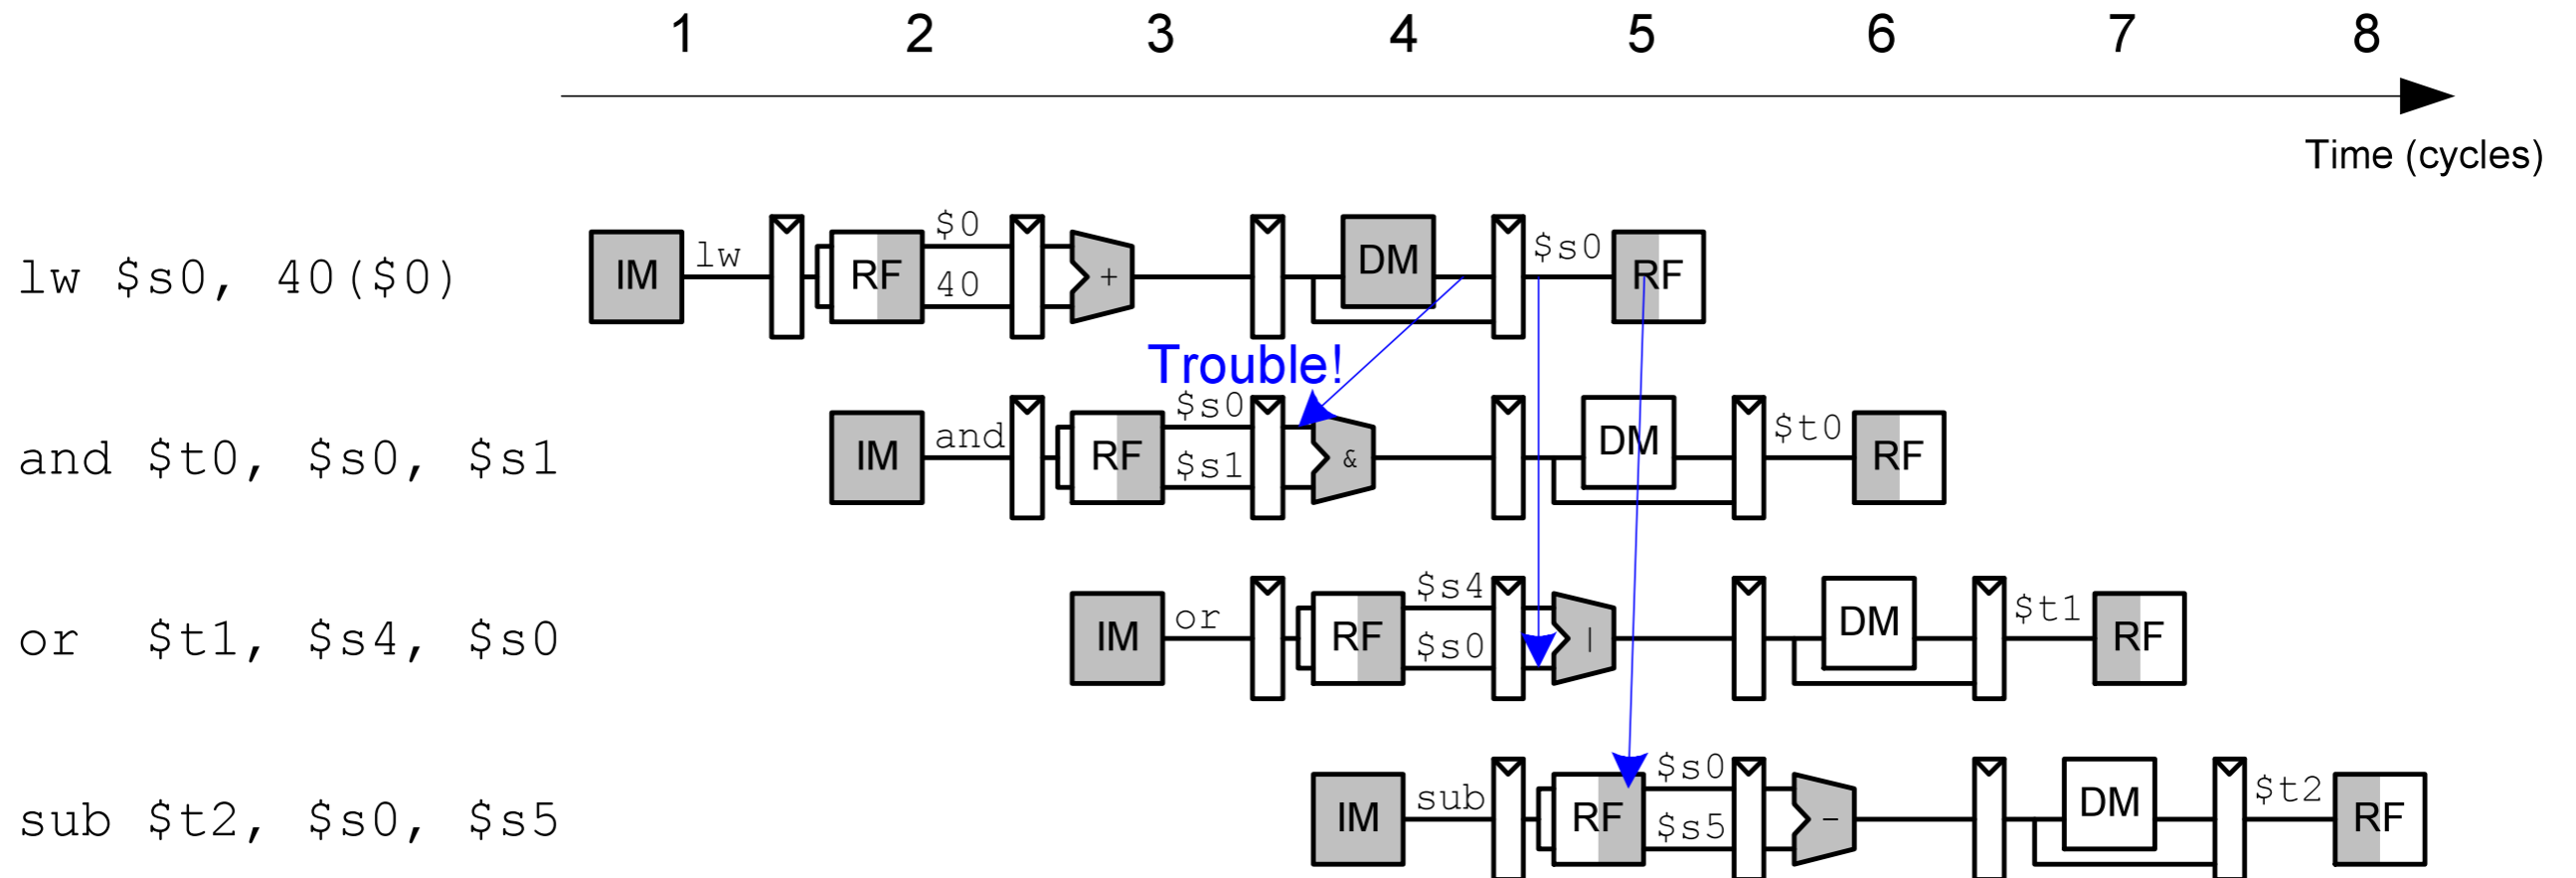 1 2 3 4 5 6 7 8
Time (cycles)
lw $s0, 40($0) IM lw RF $0 40 + DM $s0 RF
Trouble!
and $t0, $s0, $s1 IM and RF $s0 $s1 & DM $t0 RF
or $t1, $s4, $s0 IM or RF $s4 $s0 | DM $t1 RF
sub $t2, $s0, $s5 IM sub RF $s0 $s5 - DM $t2 RF